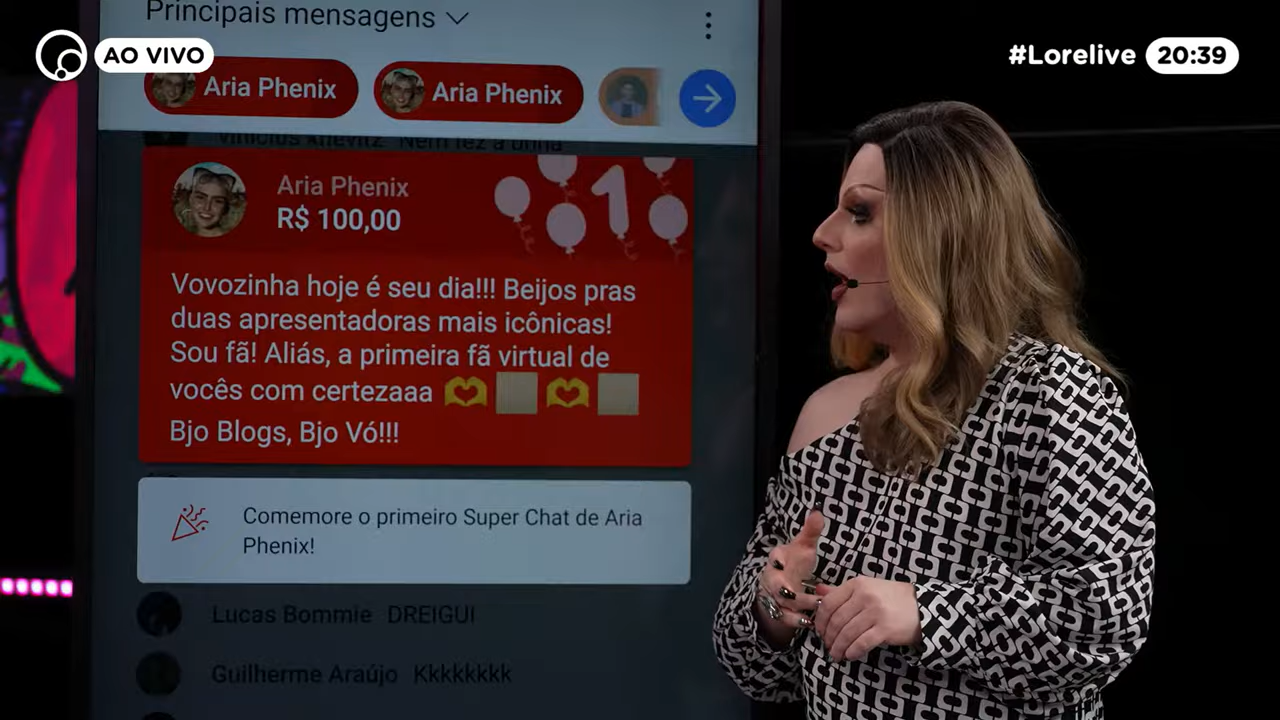 Principais mensagens
AO VIVO
#Lorelive 20:39
Aria Phenix Aria Phenix
Aria Phenix
R$ 100,00
1
Vovozinha hoje é seu dia!!! Beijos pras
duas apresentadoras mais icônicas!
Sou fã! Aliás, a primeira fã virtual de
vocês com certezaaa
Bjo Blogs, Bjo Vó!!!
Comemore o primeiro Super Chat de Aria
Phenix!
Lucas Bommie DREIGUI
Guilherme Araújo Kkkkkkkk